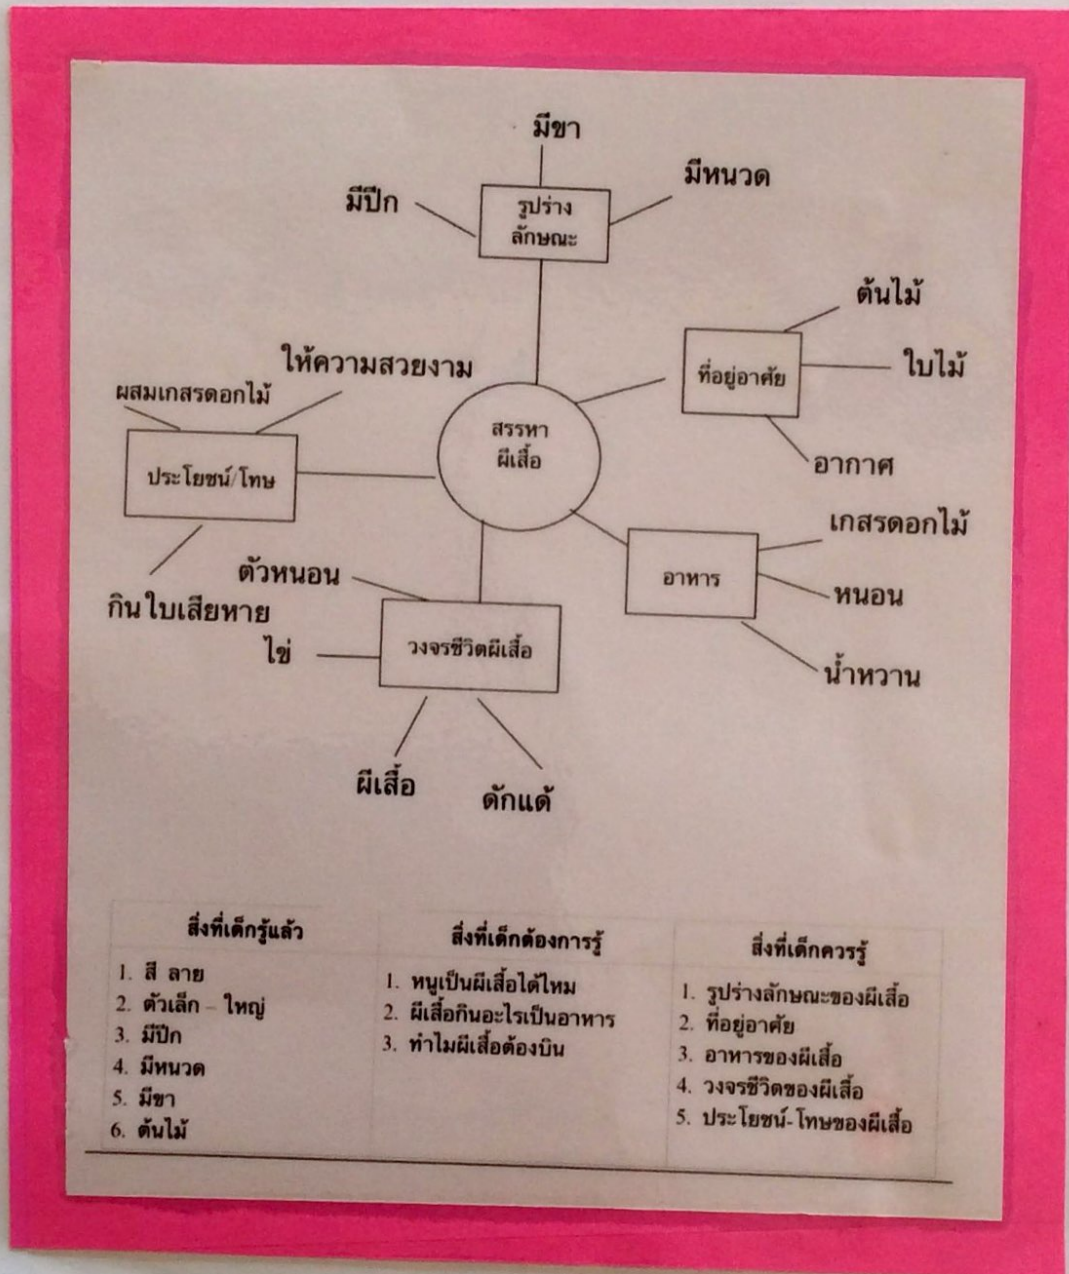 มีขา
มีหนวด
มีปีก
รูปร่าง
ลักษณะ
ต้นไม้
ใบไม้
ที่อยู่อาศัย
อากาศ
ให้ความสวยงาม
ผสมเกสรดอกไม้
ประโยชน์/โทษ
กินใบเสียหาย
สรรหา
ผีเสื้อ
เกสรดอกไม้
อาหาร
หนอน
น้ำหวาน
ตัวหนอน
ไข่
วงจรชีวิตผีเสื้อ
ผีเสื้อ
ดักแด้
สิ่งที่เด็กรู้แล้ว
1. สี ลาย
2. ตัวเล็ก – ใหญ่
3. มีปีก
4. มีหนวด
5. มีขา
6. ต้นไม้
สิ่งที่เด็กต้องการรู้
1. หนูเป็นผีเสื้อได้ไหม
2. ผีเสื้อกินอะไรเป็นอาหาร
3. ทำไมผีเสื้อต้องบิน
สิ่งที่เด็กควรรู้
1. รูปร่างลักษณะของผีเสื้อ
2. ที่อยู่อาศัย
3. อาหารของผีเสื้อ
4. วงจรชีวิตของผีเสื้อ
5. ประโยชน์-โทษของผีเสื้อ